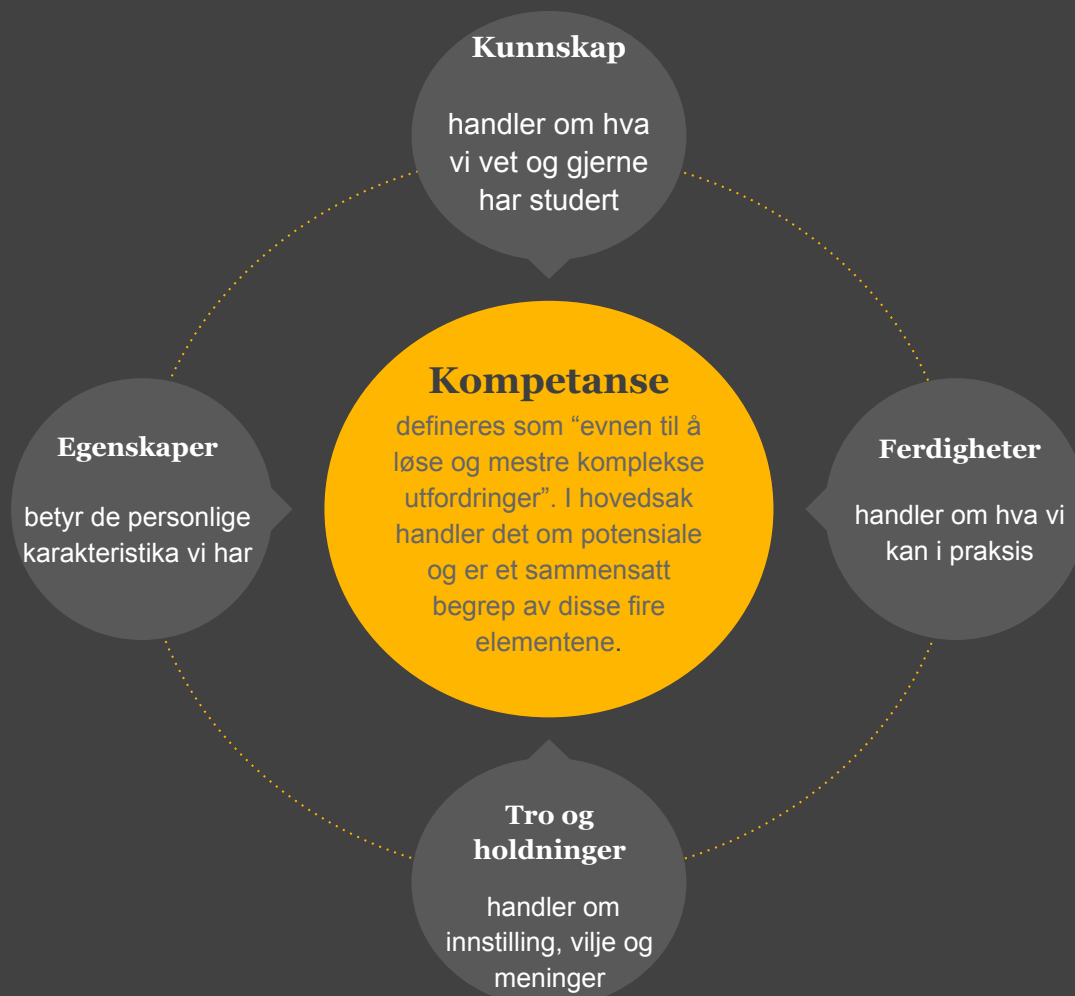 Kunnskap
handler om hva
vi vet og gjerne
har studert
Kompetanse
defineres som “evnen til å
løse og mestre komplekse
utfordringer”. I hovedsak
handler det om potensiale
og er et sammensatt
begrep av disse fire
elementene.
Egenskaper
betyr de personlige
karakteristika vi har
Ferdigheter
handler om hva vi
kan i praksis
Tro og
holdninger
handler om
innstilling, vilje og
meninger